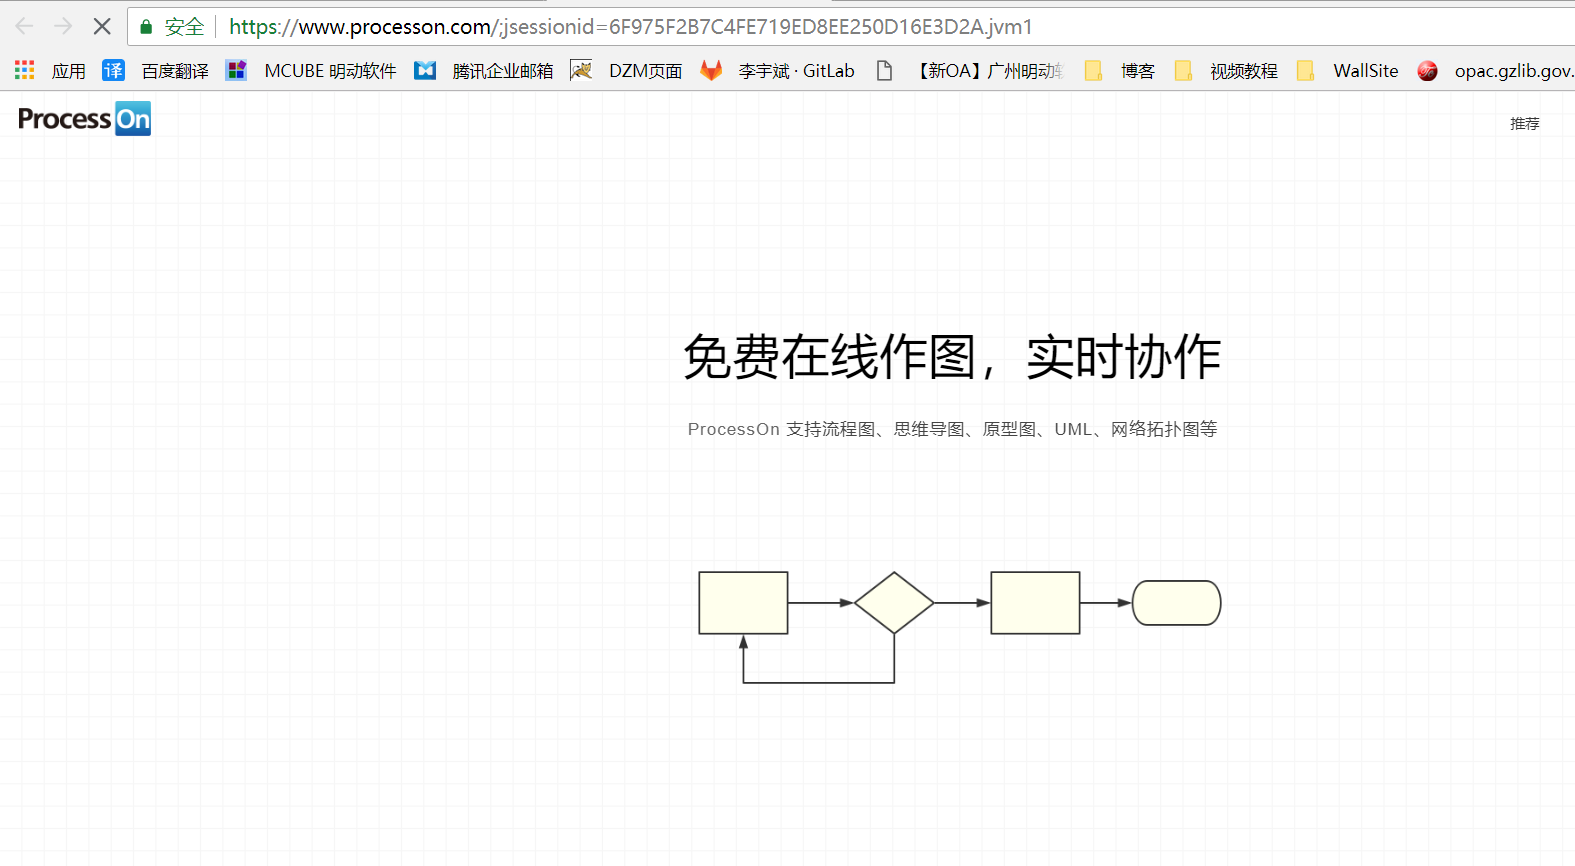 安全 https://www.processon.com/;jsessionid=6F975F2B7C4FE719ED8EE250D16E3D2A.jvm1
应用 译 百度翻译 MCUBE 明动软件 腾讯企业邮箱 DZM页面 李宇斌 · GitLab 【新OA】广州明动 博客 视频教程 WallSite opac.gzlib.gov.
ProcessOn
推荐
免费在线作图，实时协作
ProcessOn 支持流程图、思维导图、原型图、UML、网络拓扑图等